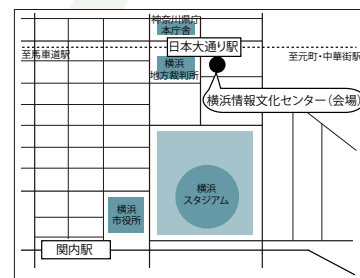 神奈川県庁
本庁舎
日本大通り駅
至馬車道駅
至元町・中華街駅
横浜
地方裁判所
横浜情報文化センター（会場）
横浜
スタジアム
横浜
市役所
関内駅